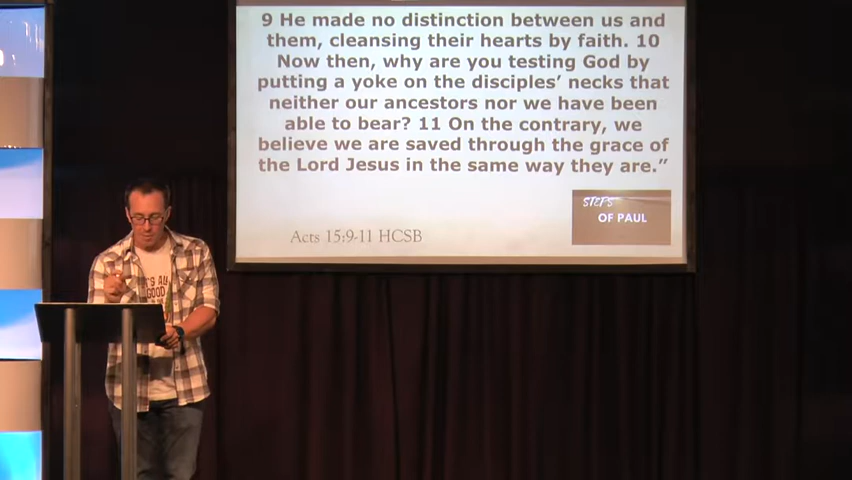 9 He made no distinction between us and
them, cleansing their hearts by faith. 10
Now then, why are you testing God by
putting a yoke on the disciples’ necks that
neither our ancestors nor we have been
able to bear? 11 On the contrary, we
believe we are saved through the grace of
the Lord Jesus in the same way they are.”
STEPS
OF PAUL
Acts 15:9-11 HCSB
IT'S ALL
GOOD